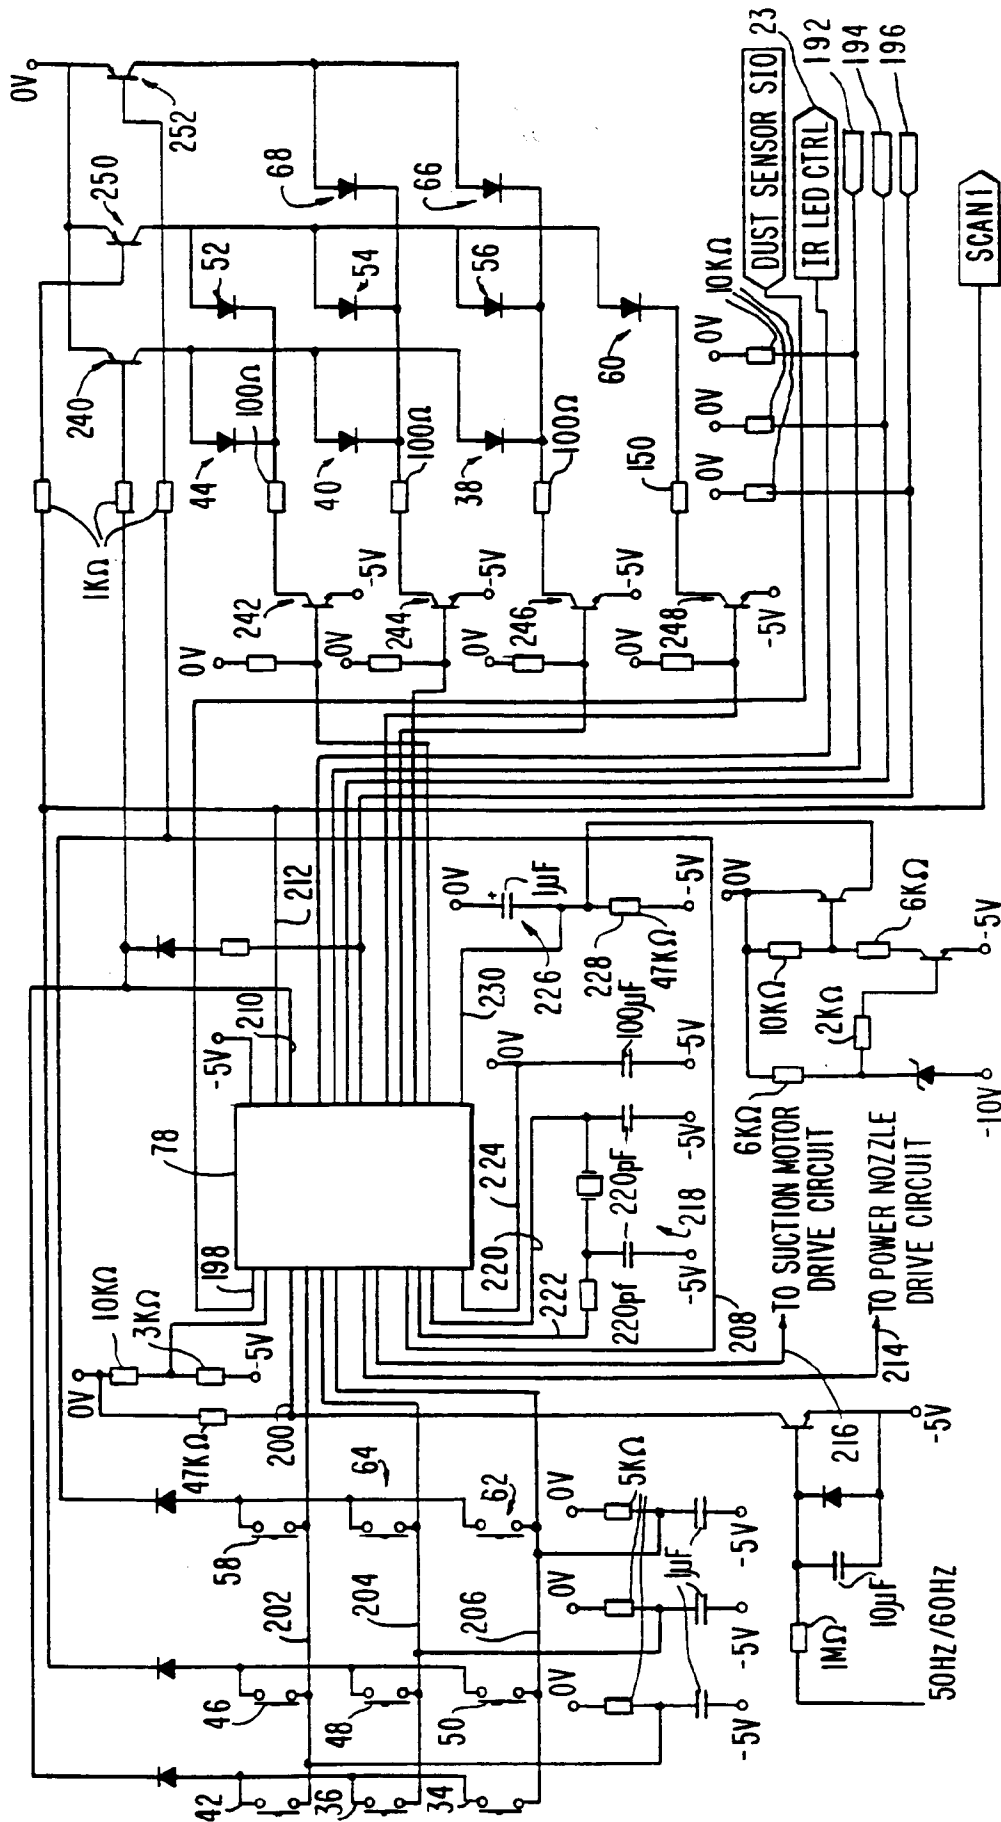 0V
252
250
240
1KΩ
68
66
52
54
56
60
44
40
38
100Ω
100Ω
100Ω
150
242
244
246
248
0V
0V
0V
0V
-5V
-5V
-5V
-5V
0V
0V
0V
10KΩ
DUST SENSOR SIO
IR LED CTRL
23
192
194
196
SCAN1
212
210
-5V
78
198
10KΩ
3KΩ
0V
-5V
47KΩ
200
64
62
58
202
204
206
46
48
50
42
36
34
0V
0V
0V
5KΩ
1µF
-5V
-5V
-5V
230
226
228
0V
+
1µF
47KΩ
-5V
0V
100µF
-5V
224
220
222
220pF
220pf
218
-5V
-5V
208
TO SUCTION MOTOR
DRIVE CIRCUIT
TO POWER NOZZLE
DRIVE CIRCUIT
214
216
0V
10KΩ
6KΩ
2KΩ
6KΩ
-5V
-10V
-5V
10µF
1MΩ
50Hz/60Hz